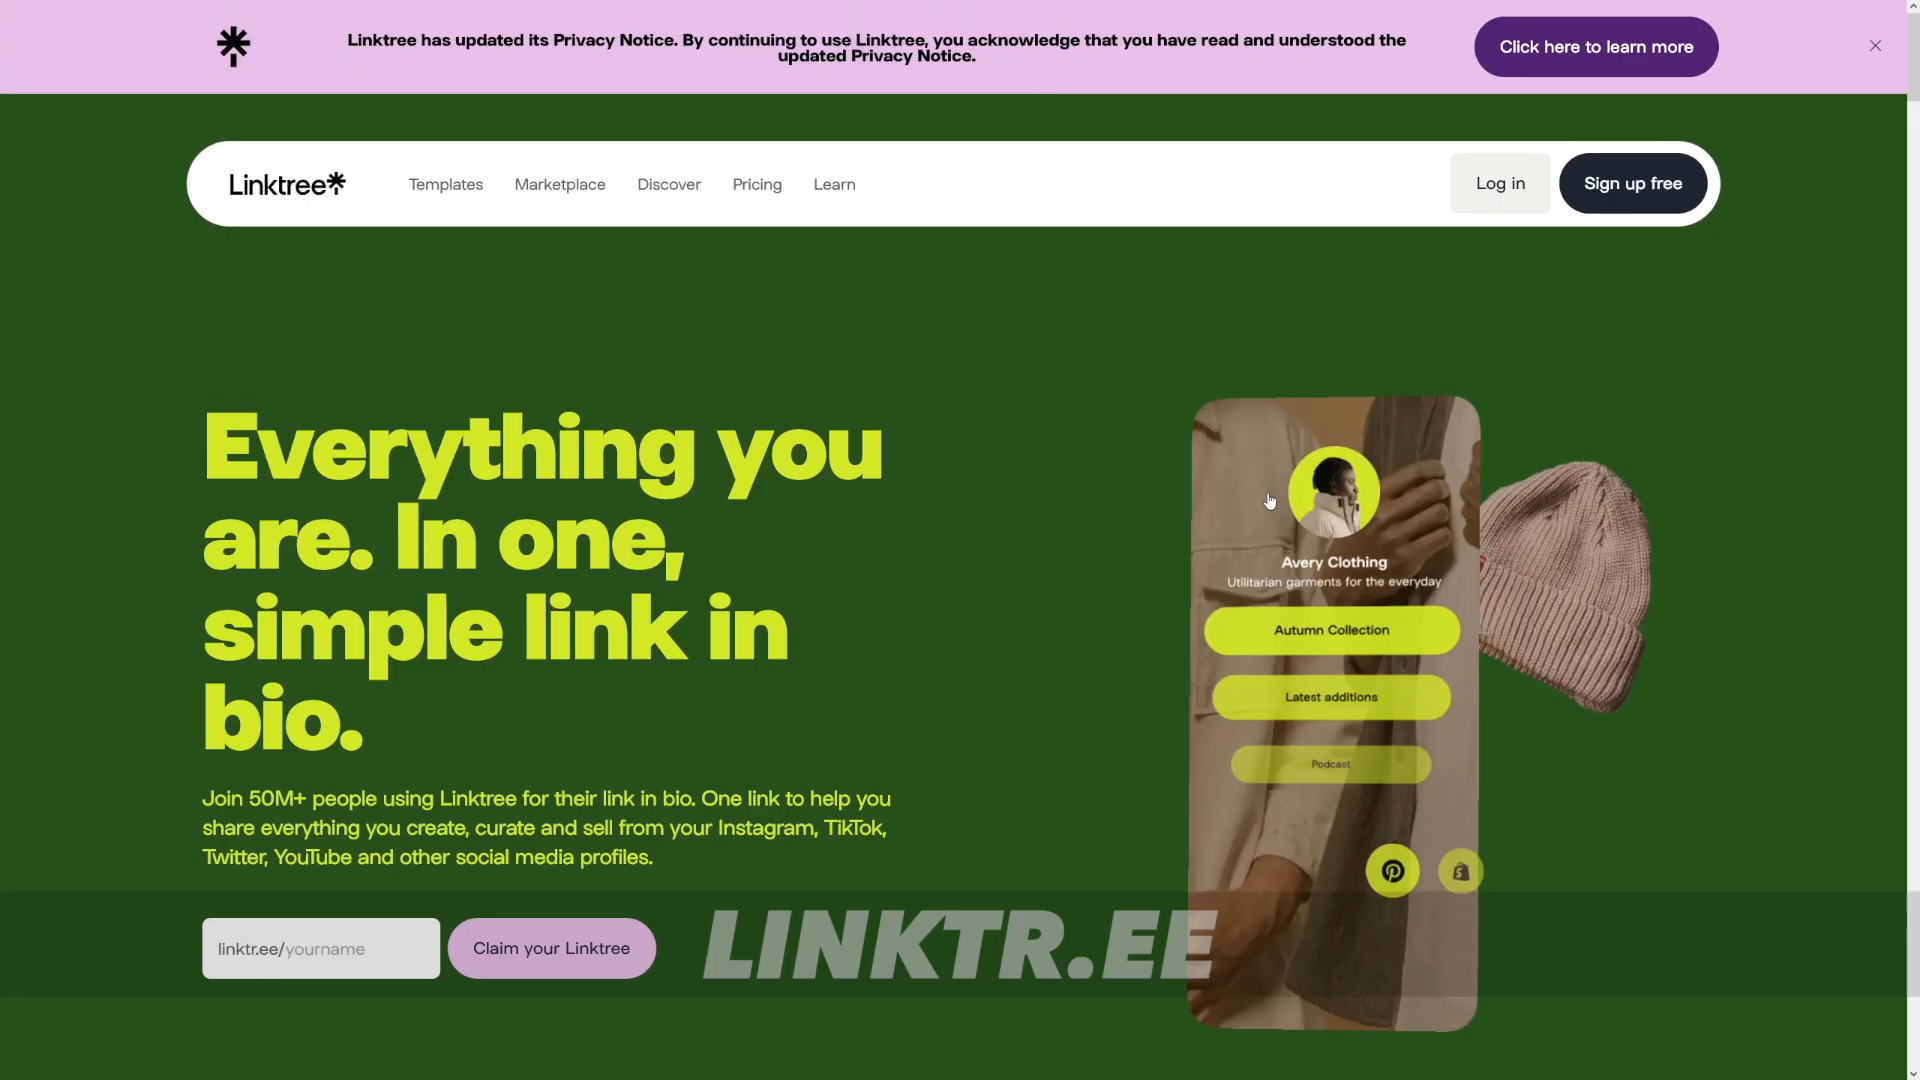 Linktree has updated its Privacy Notice. By continuing to use Linktree, you acknowledge that you have read and understood the
updated Privacy Notice.
Click here to learn more
Linktree
Templates
Marketplace
Discover
Pricing
Learn
Log in
Sign up free
Everything you
are. In one,
simple link in
bio.
Join 50M+ people using Linktree for their link in bio. One link to help you
share everything you create, curate and sell from your Instagram, TikTok,
Twitter, YouTube and other social media profiles.
linktr.ee/yourname
Claim your Linktree
LINKTR.EE
Avery Clothing
Utilitarian garments for the everyday
Autumn Collection
Latest additions
Podcast